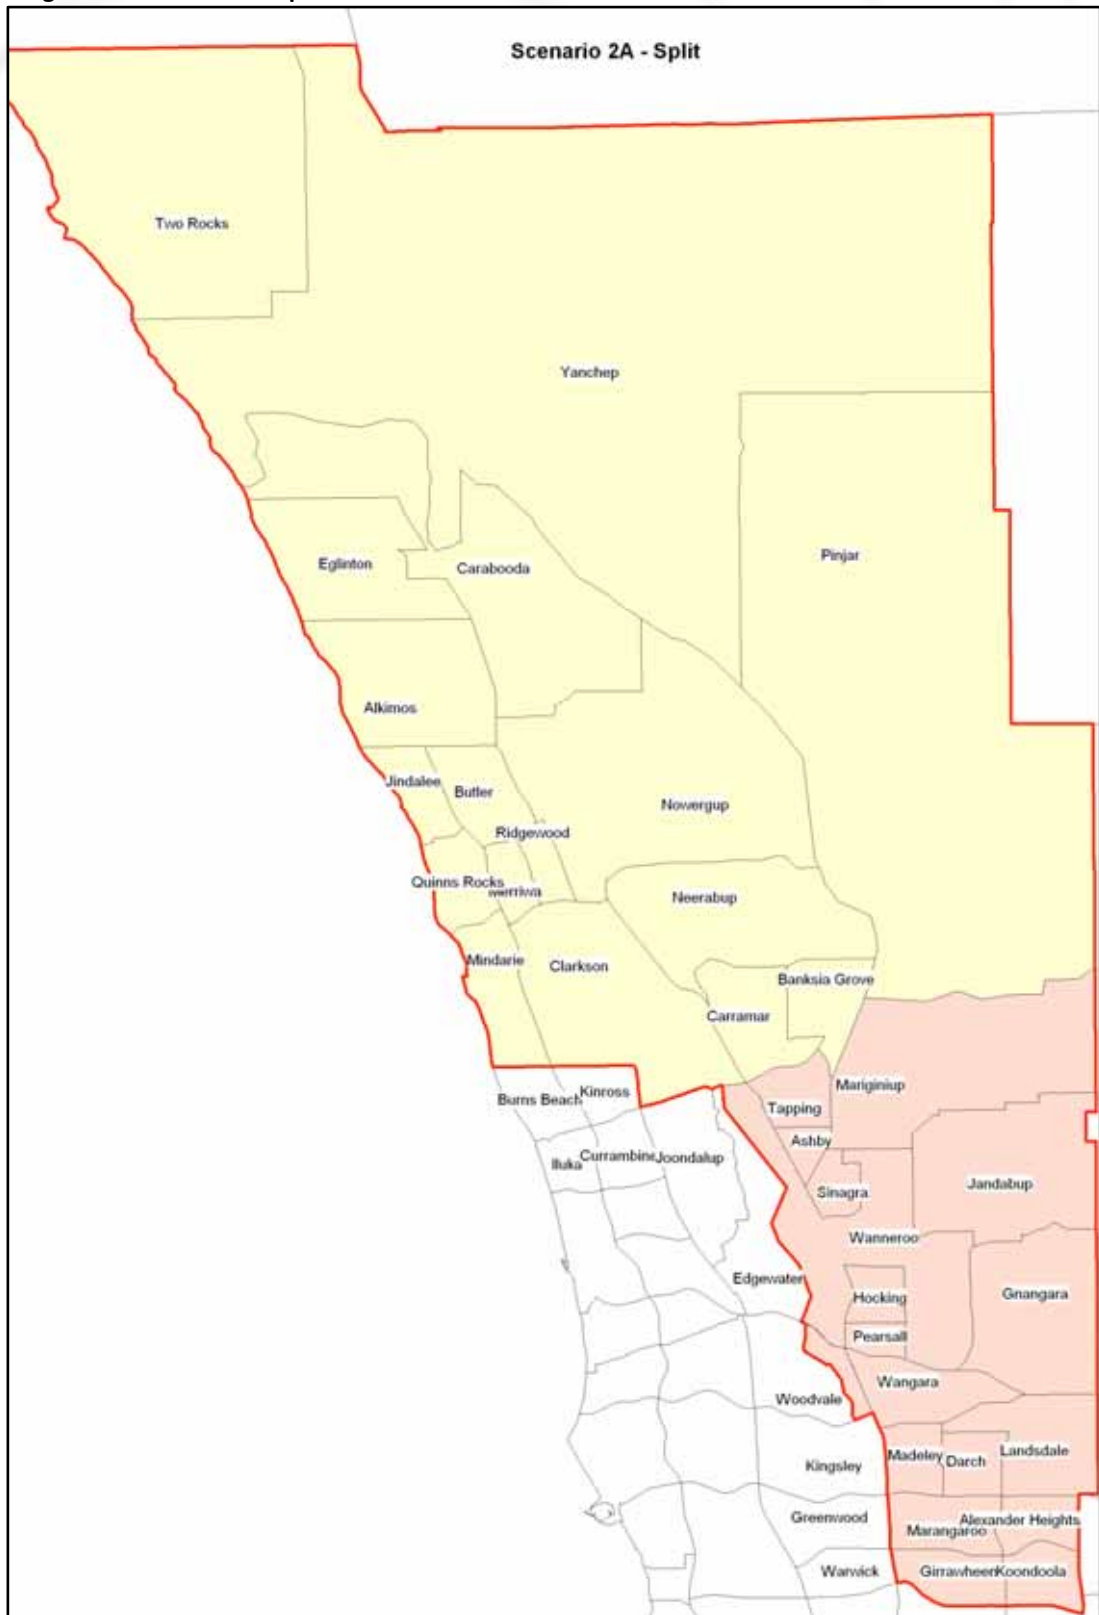 Scenario 2A - Split
Two Rocks
Yanchep
Pinjar
Eglinton
Carabooda
Alkimos
Jindalee
Butler
Nowergup
Ridgewood
Quinns Rocks
Merriwa
Neerabup
Mindarie
Clarkson
Banksia Grove
Carramar
Mariginiup
Burns Beach
Kinross
Tapping
Ashby
Iluka
Currambine
Joondalup
Sinagra
Jandabup
Wanneroo
Edgewater
Hocking
Gnangara
Pearsall
Wangara
Woodvale
Madeley
Darch
Landsdale
Kingsley
Greenwood
Alexander Heights
Marangaroo
Warwick
Girrawheen
Koondoola